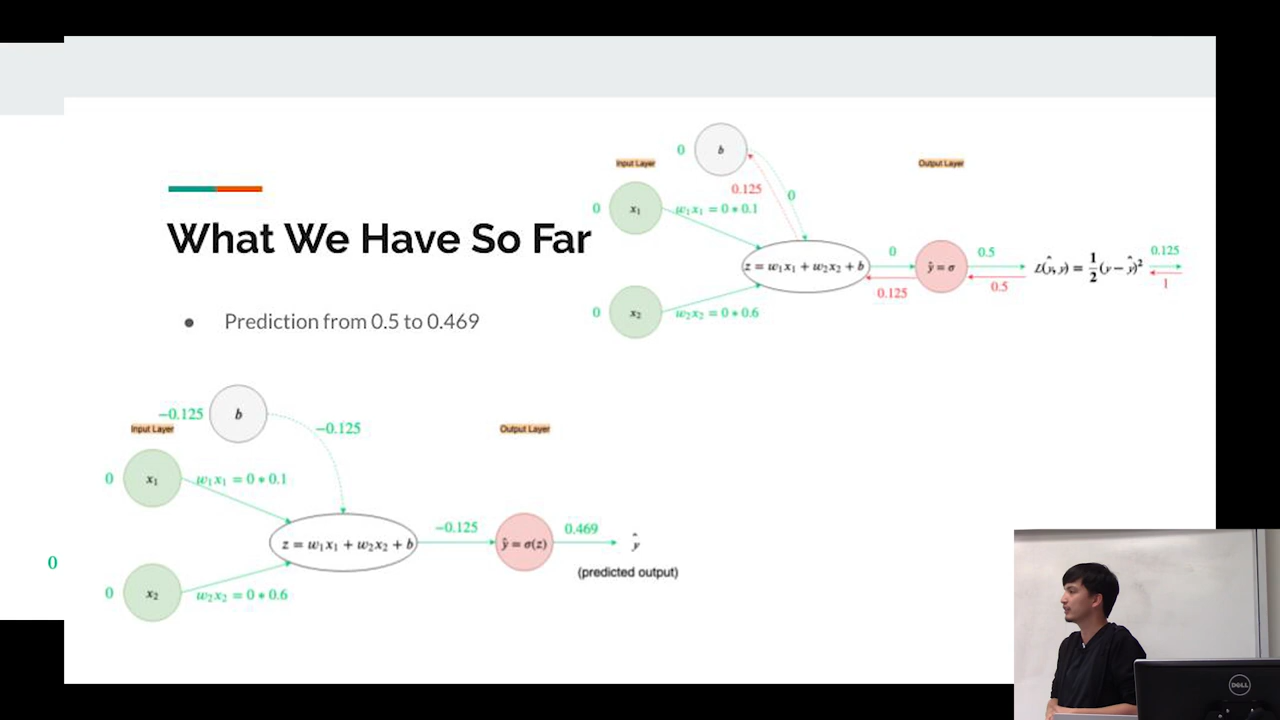 What We Have So Far
● Prediction from 0.5 to 0.469
0
b
Input Layer
Output Layer
0.125
0
0
x₁
w₁x₁ = 0 * 0.1
z = w₁x₁ + w₂x₂ + b
0
0.125
ŷ = σ
0.5
0.5
ℒ(ŷ, y) = 1/2 (y − ŷ)²
0.125
1
0
x₂
w₂x₂ = 0 * 0.6
−0.125
b
−0.125
Input Layer
Output Layer
0
x₁
w₁x₁ = 0 * 0.1
z = w₁x₁ + w₂x₂ + b
−0.125
ŷ = σ(z)
0.469
ŷ
(predicted output)
0
0
x₂
w₂x₂ = 0 * 0.6
DELL